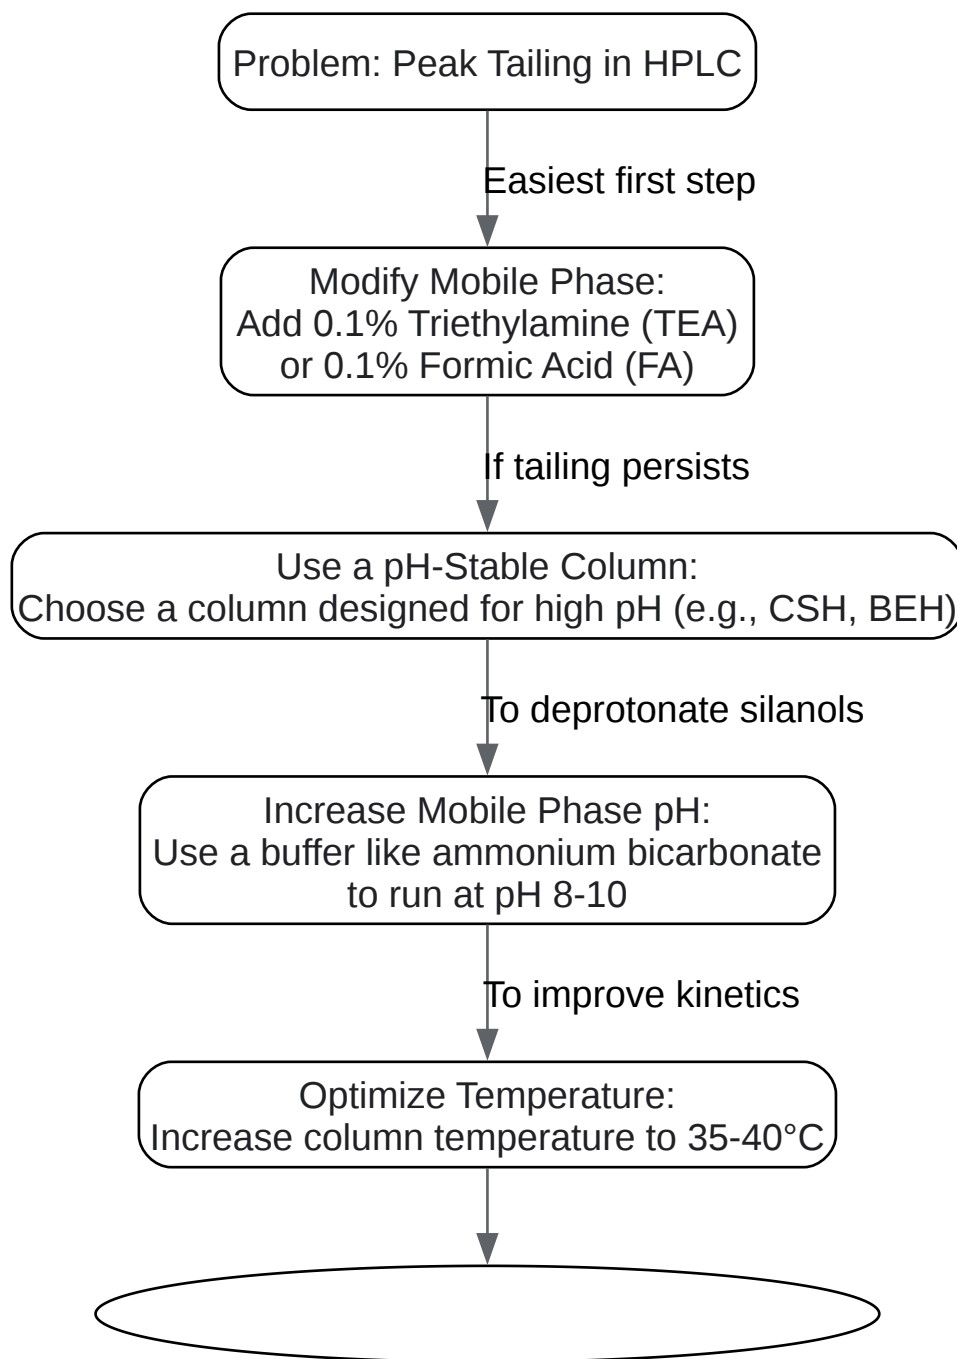 Problem: Peak Tailing in HPLC
Easiest first step
Modify Mobile Phase:
Add 0.1% Triethylamine (TEA)
or 0.1% Formic Acid (FA)
If tailing persists
Use a pH-Stable Column:
Choose a column designed for high pH (e.g., CSH, BEH)
To deprotonate silanols
Increase Mobile Phase pH:
Use a buffer like ammonium bicarbonate
to run at pH 8-10
To improve kinetics
Optimize Temperature:
Increase column temperature to 35-40°C